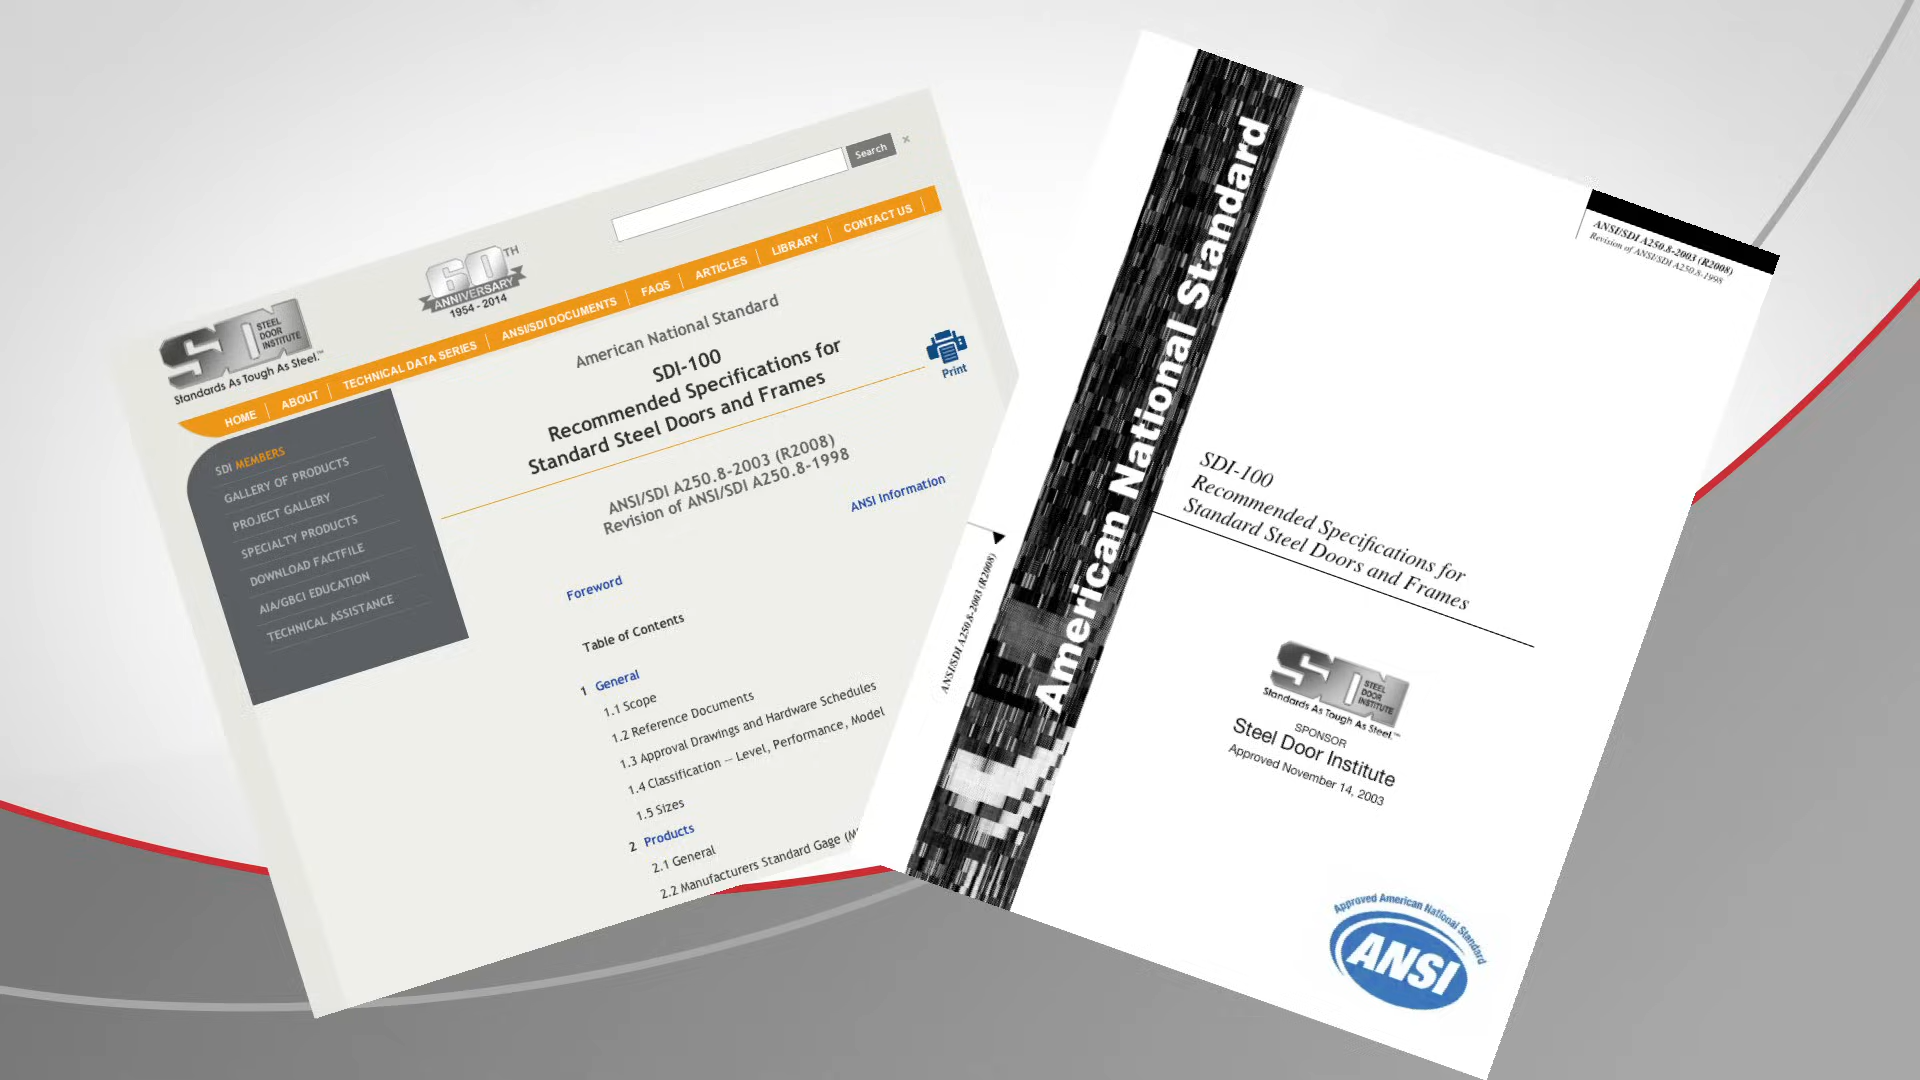 Search
×
STEEL
DOOR
INSTITUTE
Standards As Tough As Steel.™
60TH
ANNIVERSARY
1954 - 2014
HOME
ABOUT
TECHNICAL DATA SERIES
ANSI/SDI DOCUMENTS
FAQS
ARTICLES
LIBRARY
CONTACT US
SDI MEMBERS
GALLERY OF PRODUCTS
PROJECT GALLERY
SPECIALTY PRODUCTS
DOWNLOAD FACTFILE
AIA/GBCI EDUCATION
TECHNICAL ASSISTANCE
American National Standard
SDI-100
Recommended Specifications for
Standard Steel Doors and Frames
Print
ANSI/SDI A250.8-2003 (R2008)
Revision of ANSI/SDI A250.8-1998
ANSI Information
Foreword
Table of Contents
1 General
1.1 Scope
1.2 Reference Documents
1.3 Approval Drawings and Hardware Schedules
1.4 Classification — Level, Performance, Model
1.5 Sizes
2 Products
2.1 General
2.2 Manufacturers Standard Gage
ANSI/SDI A250.8-2003 (R2008)
American National Standard
ANSI/SDI A250.8-2003 (R2008)
Revision of ANSI/SDI A250.8-1998
SDI-100
Recommended Specifications for
Standard Steel Doors and Frames
SDI
STEEL
DOOR
INSTITUTE
Standards As Tough As Steel.™
SPONSOR
Steel Door Institute
Approved November 14, 2003
Approved American National Standard
ANSI